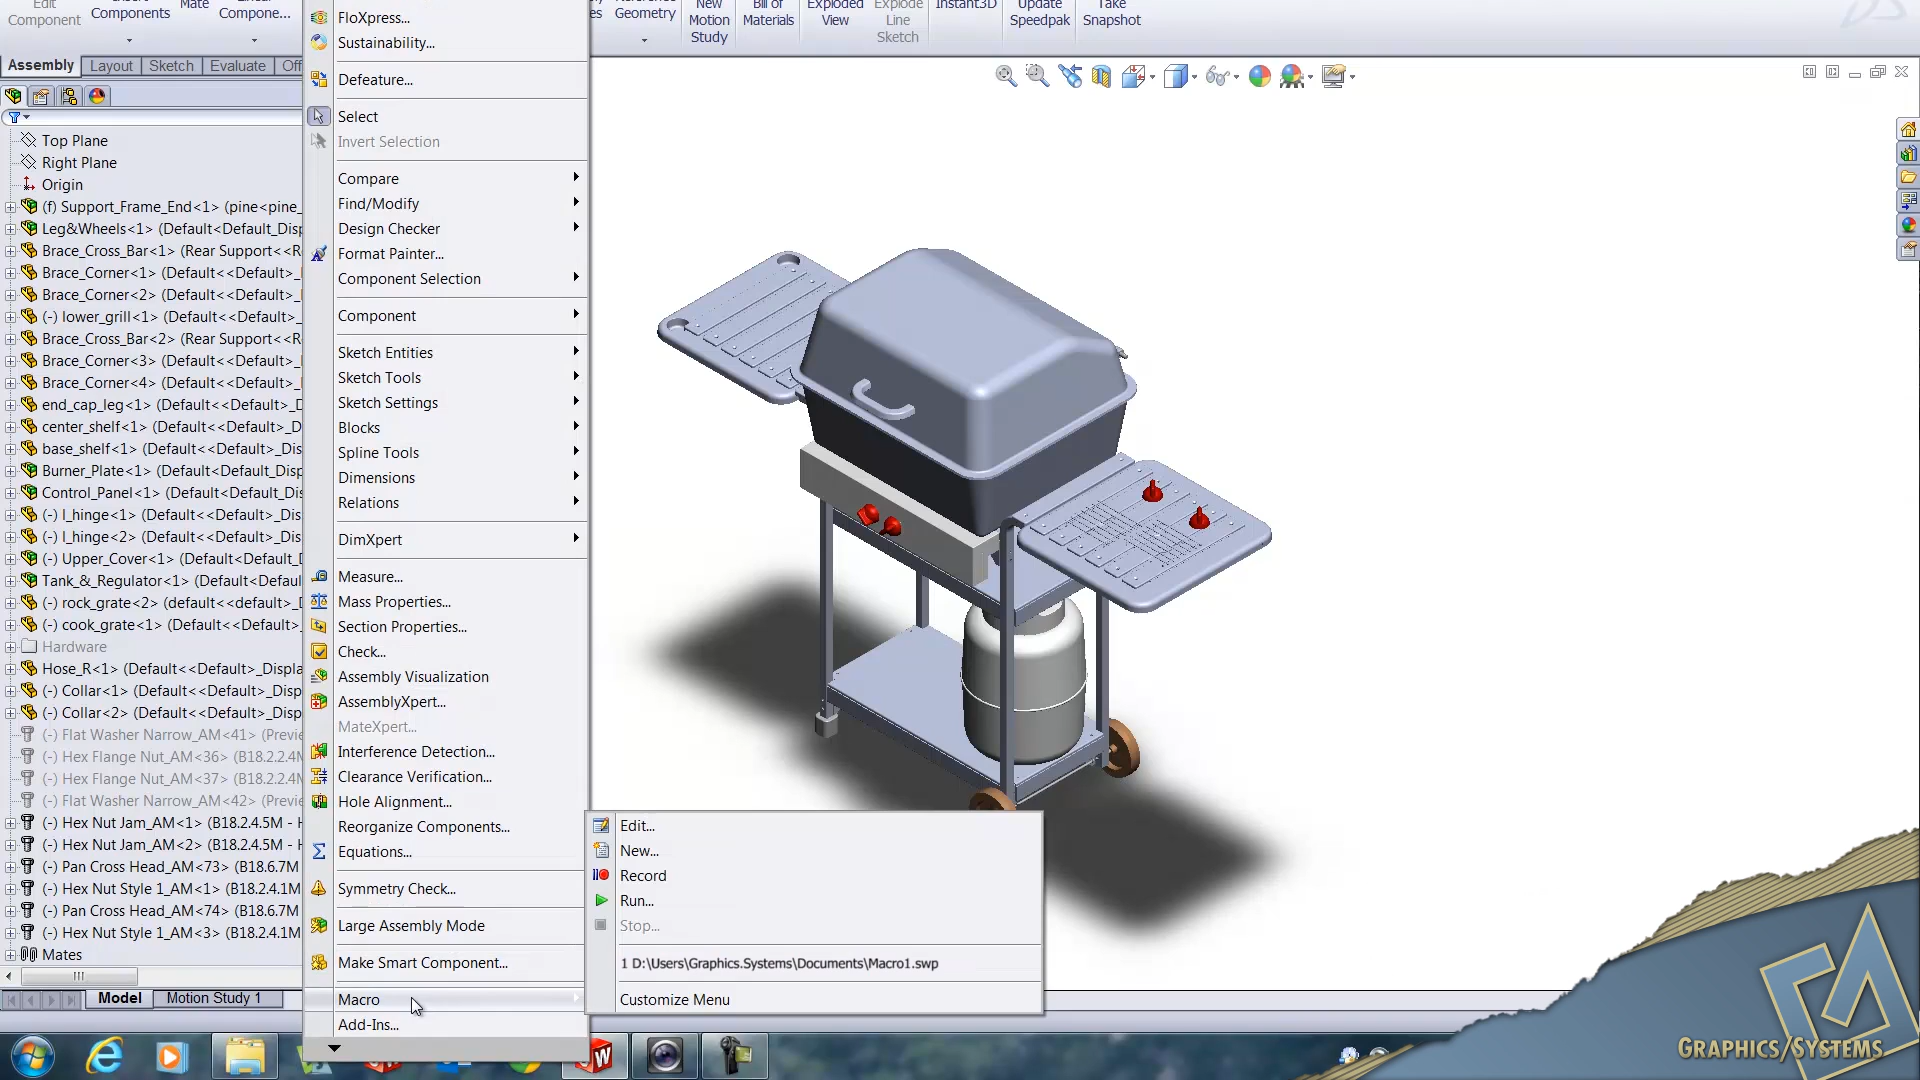 Edit
Component
Insert
Components
Mate
Linear
Compone...
Reference
Geometry
New
Motion
Study
Bill of
Materials
Exploded
View
Explode
Line
Sketch
Instant3D
Update
Speedpak
Take
Snapshot
Assembly
Layout
Sketch
Evaluate
Off
Top Plane
Right Plane
Origin
(f) Support_Frame_End<1> (pine<pine_
Leg&Wheels<1> (Default<Default_Disp
Brace_Cross_Bar<1> (Rear Support<<R
Brace_Corner<1> (Default<<Default>_
Brace_Corner<2> (Default<<Default>_
(-) lower_grill<1> (Default<<Default>_
Brace_Cross_Bar<2> (Rear Support<<R
Brace_Corner<3> (Default<<Default>_
Brace_Corner<4> (Default<<Default>_
end_cap_leg<1> (Default<<Default>_D
center_shelf<1> (Default<<Default>_D
base_shelf<1> (Default<<Default>_Dis
Burner_Plate<1> (Default<Default_Disp
Control_Panel<1> (Default<Default_Dis
(-) l_hinge<1> (Default<<Default>_Dis
(-) l_hinge<2> (Default<<Default>_Dis
(-) Upper_Cover<1> (Default<Default_D
Tank_&_Regulator<1> (Default<Defaul
(-) rock_grate<2> (default<<default>_D
(-) cook_grate<1> (Default<<Default>_
Hardware
Hose_R<1> (Default<<Default>_Displa
(-) Collar<1> (Default<<Default>_Disp
(-) Collar<2> (Default<<Default>_Disp
(-) Flat Washer Narrow_AM<41> (Previe
(-) Hex Flange Nut_AM<36> (B18.2.2.4M
(-) Hex Flange Nut_AM<37> (B18.2.2.4M
(-) Flat Washer Narrow_AM<42> (Previe
(-) Hex Nut Jam_AM<1> (B18.2.4.5M - H
(-) Hex Nut Jam_AM<2> (B18.2.4.5M - H
(-) Pan Cross Head_AM<73> (B18.6.7M
(-) Hex Nut Style 1_AM<1> (B18.2.4.1M
(-) Pan Cross Head_AM<74> (B18.6.7M
(-) Hex Nut Style 1_AM<3> (B18.2.4.1M
Mates
Model
Motion Study 1
FloXpress...
Sustainability...
Defeature...
Select
Invert Selection
Compare
Find/Modify
Design Checker
Format Painter...
Component Selection
Component
Sketch Entities
Sketch Tools
Sketch Settings
Blocks
Spline Tools
Dimensions
Relations
DimXpert
Measure...
Mass Properties...
Section Properties...
Check...
Assembly Visualization
AssemblyXpert...
MateXpert...
Interference Detection...
Clearance Verification...
Hole Alignment...
Reorganize Components...
Equations...
Symmetry Check...
Large Assembly Mode
Make Smart Component...
Macro
Add-Ins...
Edit...
New...
Record
Run...
Stop...
1 D:\Users\Graphics.Systems\Documents\Macro1.swp
Customize Menu
GRAPHICS/SYSTEMS